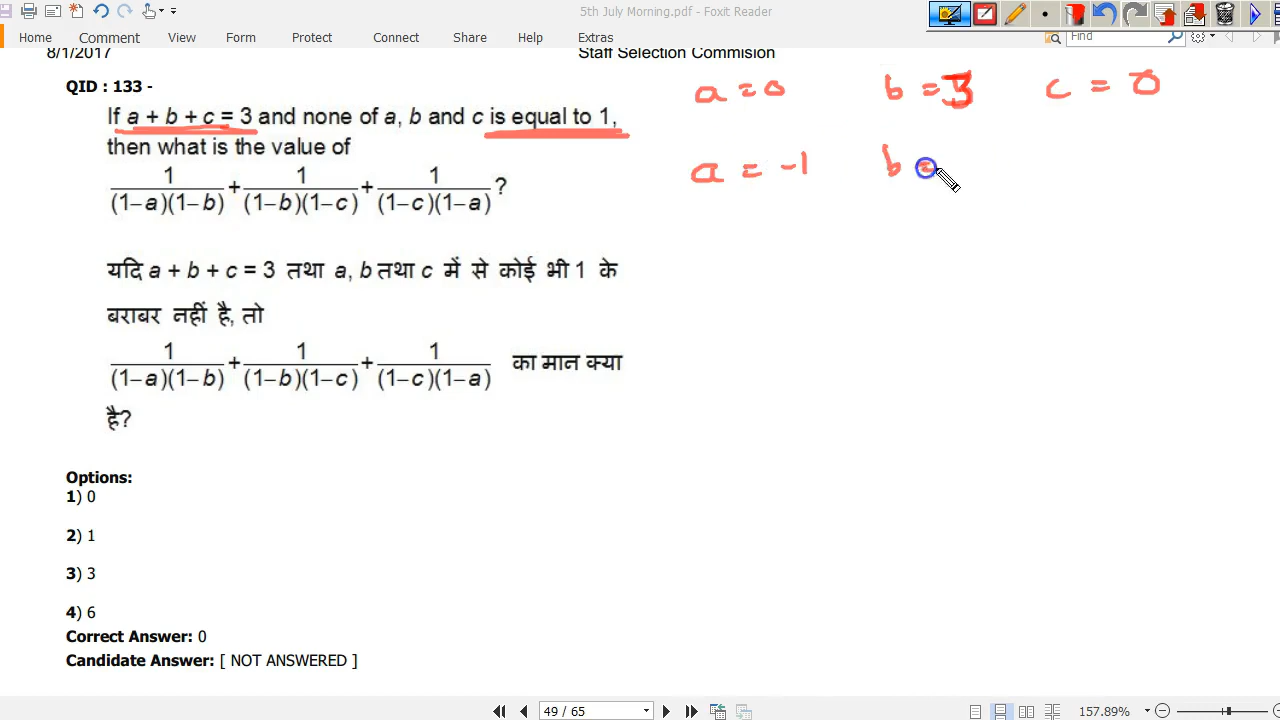 5th July Morning.pdf - Foxit Reader
Home Comment View Form Protect Connect Share Help Extras
Find
8/1/2017 Staff Selection Commision
QID : 133 -
If a + b + c = 3 and none of a, b and c is equal to 1,
then what is the value of
1/((1−a)(1−b)) + 1/((1−b)(1−c)) + 1/((1−c)(1−a)) ?
यदि a + b + c = 3 तथा a, b तथा c में से कोई भी 1 के
बराबर नहीं है, तो
1/((1−a)(1−b)) + 1/((1−b)(1−c)) + 1/((1−c)(1−a)) का मान क्या
है?
a = 0 b = 3 c = 0
a = -1 b =
Options:
1) 0
2) 1
3) 3
4) 6
Correct Answer: 0
Candidate Answer: [ NOT ANSWERED ]
49 / 65
157.89%